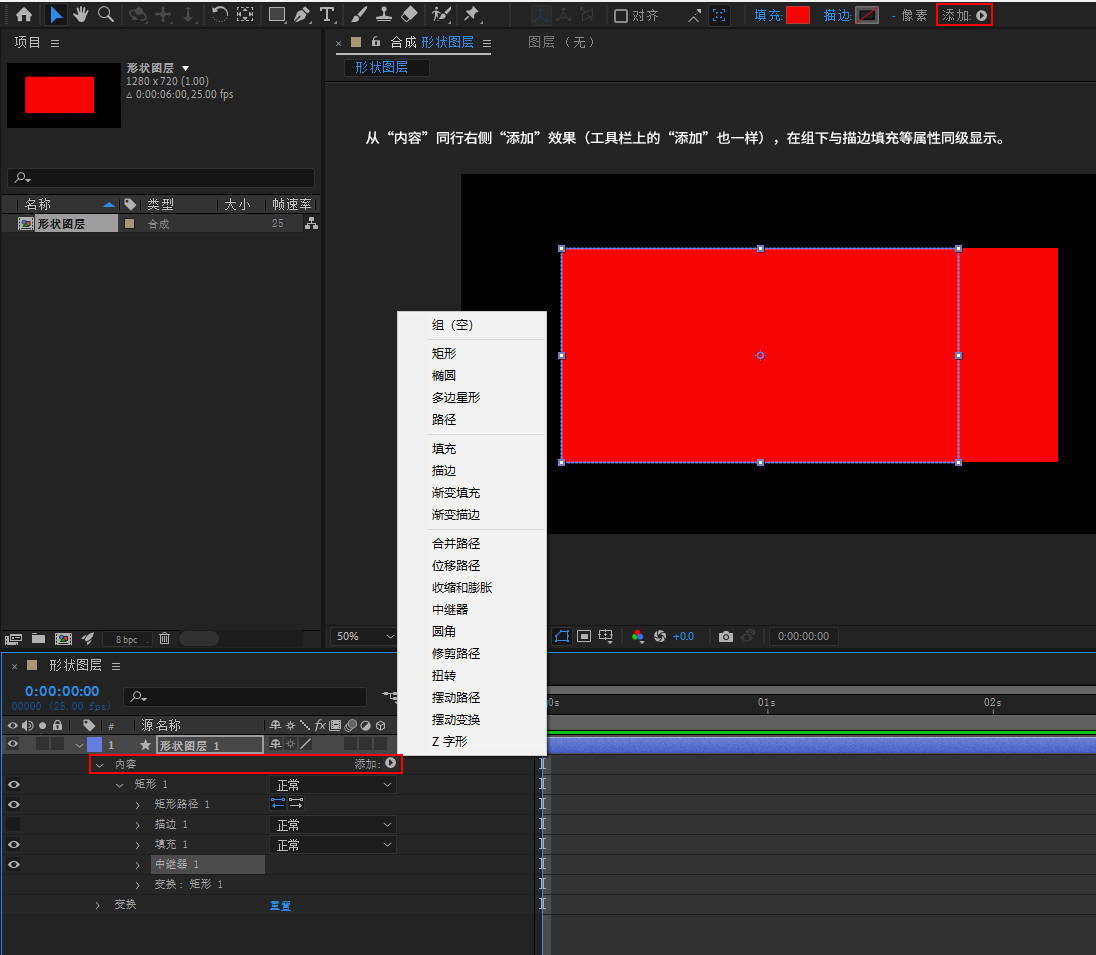 对齐 填充: 描边: - 像素 添加:
项目
合成 形状图层 图层 （无）
形状图层
形状图层
1280 x 720 (1.00)
△ 0:00:06:00, 25.00 fps
从“内容”同行右侧“添加”效果（工具栏上的“添加”也一样），在组下与描边填充等属性同级显示。
名称 类型 大小 帧速率
形状图层 合成 25
组（空）
矩形
椭圆
多边星形
路径
填充
描边
渐变填充
渐变描边
合并路径
位移路径
收缩和膨胀
中继器
圆角
修剪路径
扭转
摆动路径
摆动变换
Z 字形
8 bpc
50% +0.0 0:00:00:00
形状图层
0:00:00:00
00000 (25.00 fps)
0s 01s 02s
# 源名称 fx
1 形状图层 1
内容 添加:
矩形 1 正常
矩形路径 1
描边 1 正常
填充 1 正常
中继器 1
变换: 矩形 1
变换 重置